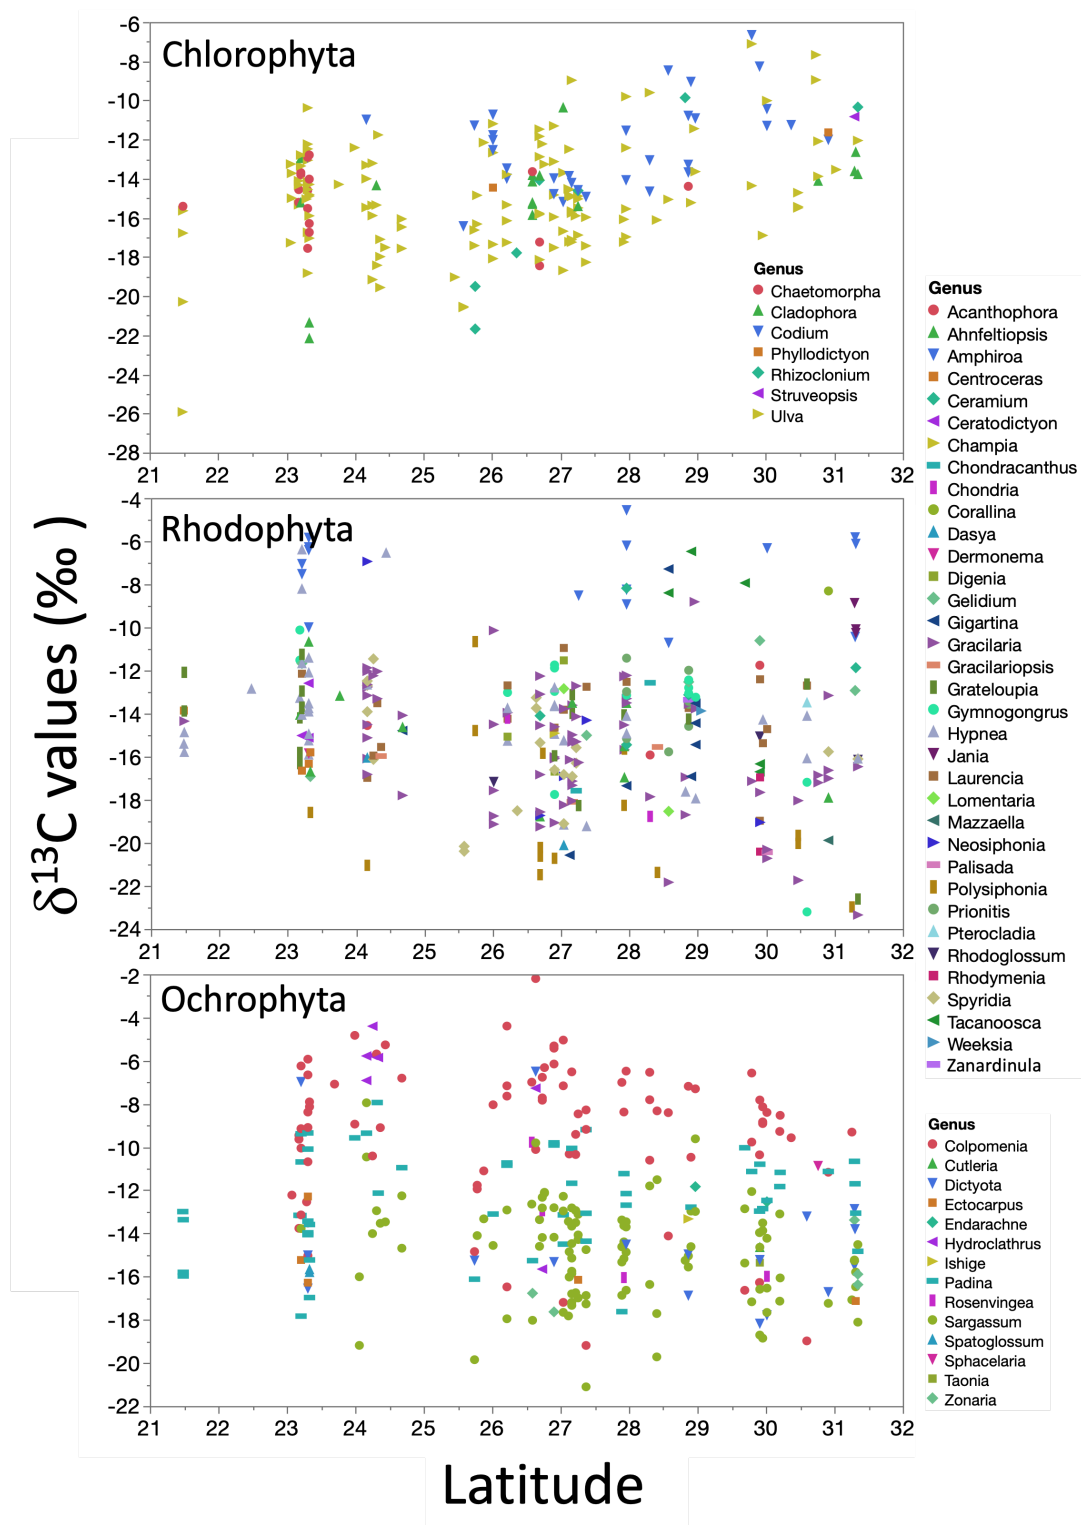 Chlorophyta
-6
-8
-10
-12
-14
-16
-18
-20
-22
-24
-26
-28
21 22 23 24 25 26 27 28 29 30 31 32
Genus
Chaetomorpha
Cladophora
Codium
Phyllodictyon
Rhizoclonium
Struveopsis
Ulva
δ13C values (‰)
Rhodophyta
-4
-6
-8
-10
-12
-14
-16
-18
-20
-22
-24
21 22 23 24 25 26 27 28 29 30 31 32
Genus
Acanthophora
Ahnfeltiopsis
Amphiroa
Centroceras
Ceramium
Ceratodictyon
Champia
Chondracanthus
Chondria
Corallina
Dasya
Dermonema
Digenia
Gelidium
Gigartina
Gracilaria
Gracilariopsis
Grateloupia
Gymnogongrus
Hypnea
Jania
Laurencia
Lomentaria
Mazzaella
Neosiphonia
Palisada
Polysiphonia
Prionitis
Pterocladia
Rhodoglossum
Rhodymenia
Spyridia
Tacanoosca
Weeksia
Zanardinula
Ochrophyta
-2
-4
-6
-8
-10
-12
-14
-16
-18
-20
-22
21 22 23 24 25 26 27 28 29 30 31 32
Genus
Colpomenia
Cutleria
Dictyota
Ectocarpus
Endarachne
Hydroclathrus
Ishige
Padina
Rosenvingea
Sargassum
Spatoglossum
Sphacelaria
Taonia
Zonaria
Latitude